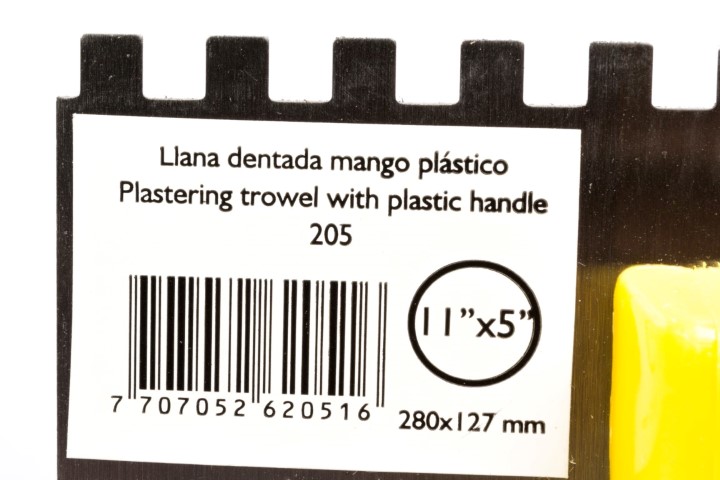 Llana dentada mango plástico
Plastering trowel with plastic handle
205
11”x5”
7 707052 620516
280x127 mm